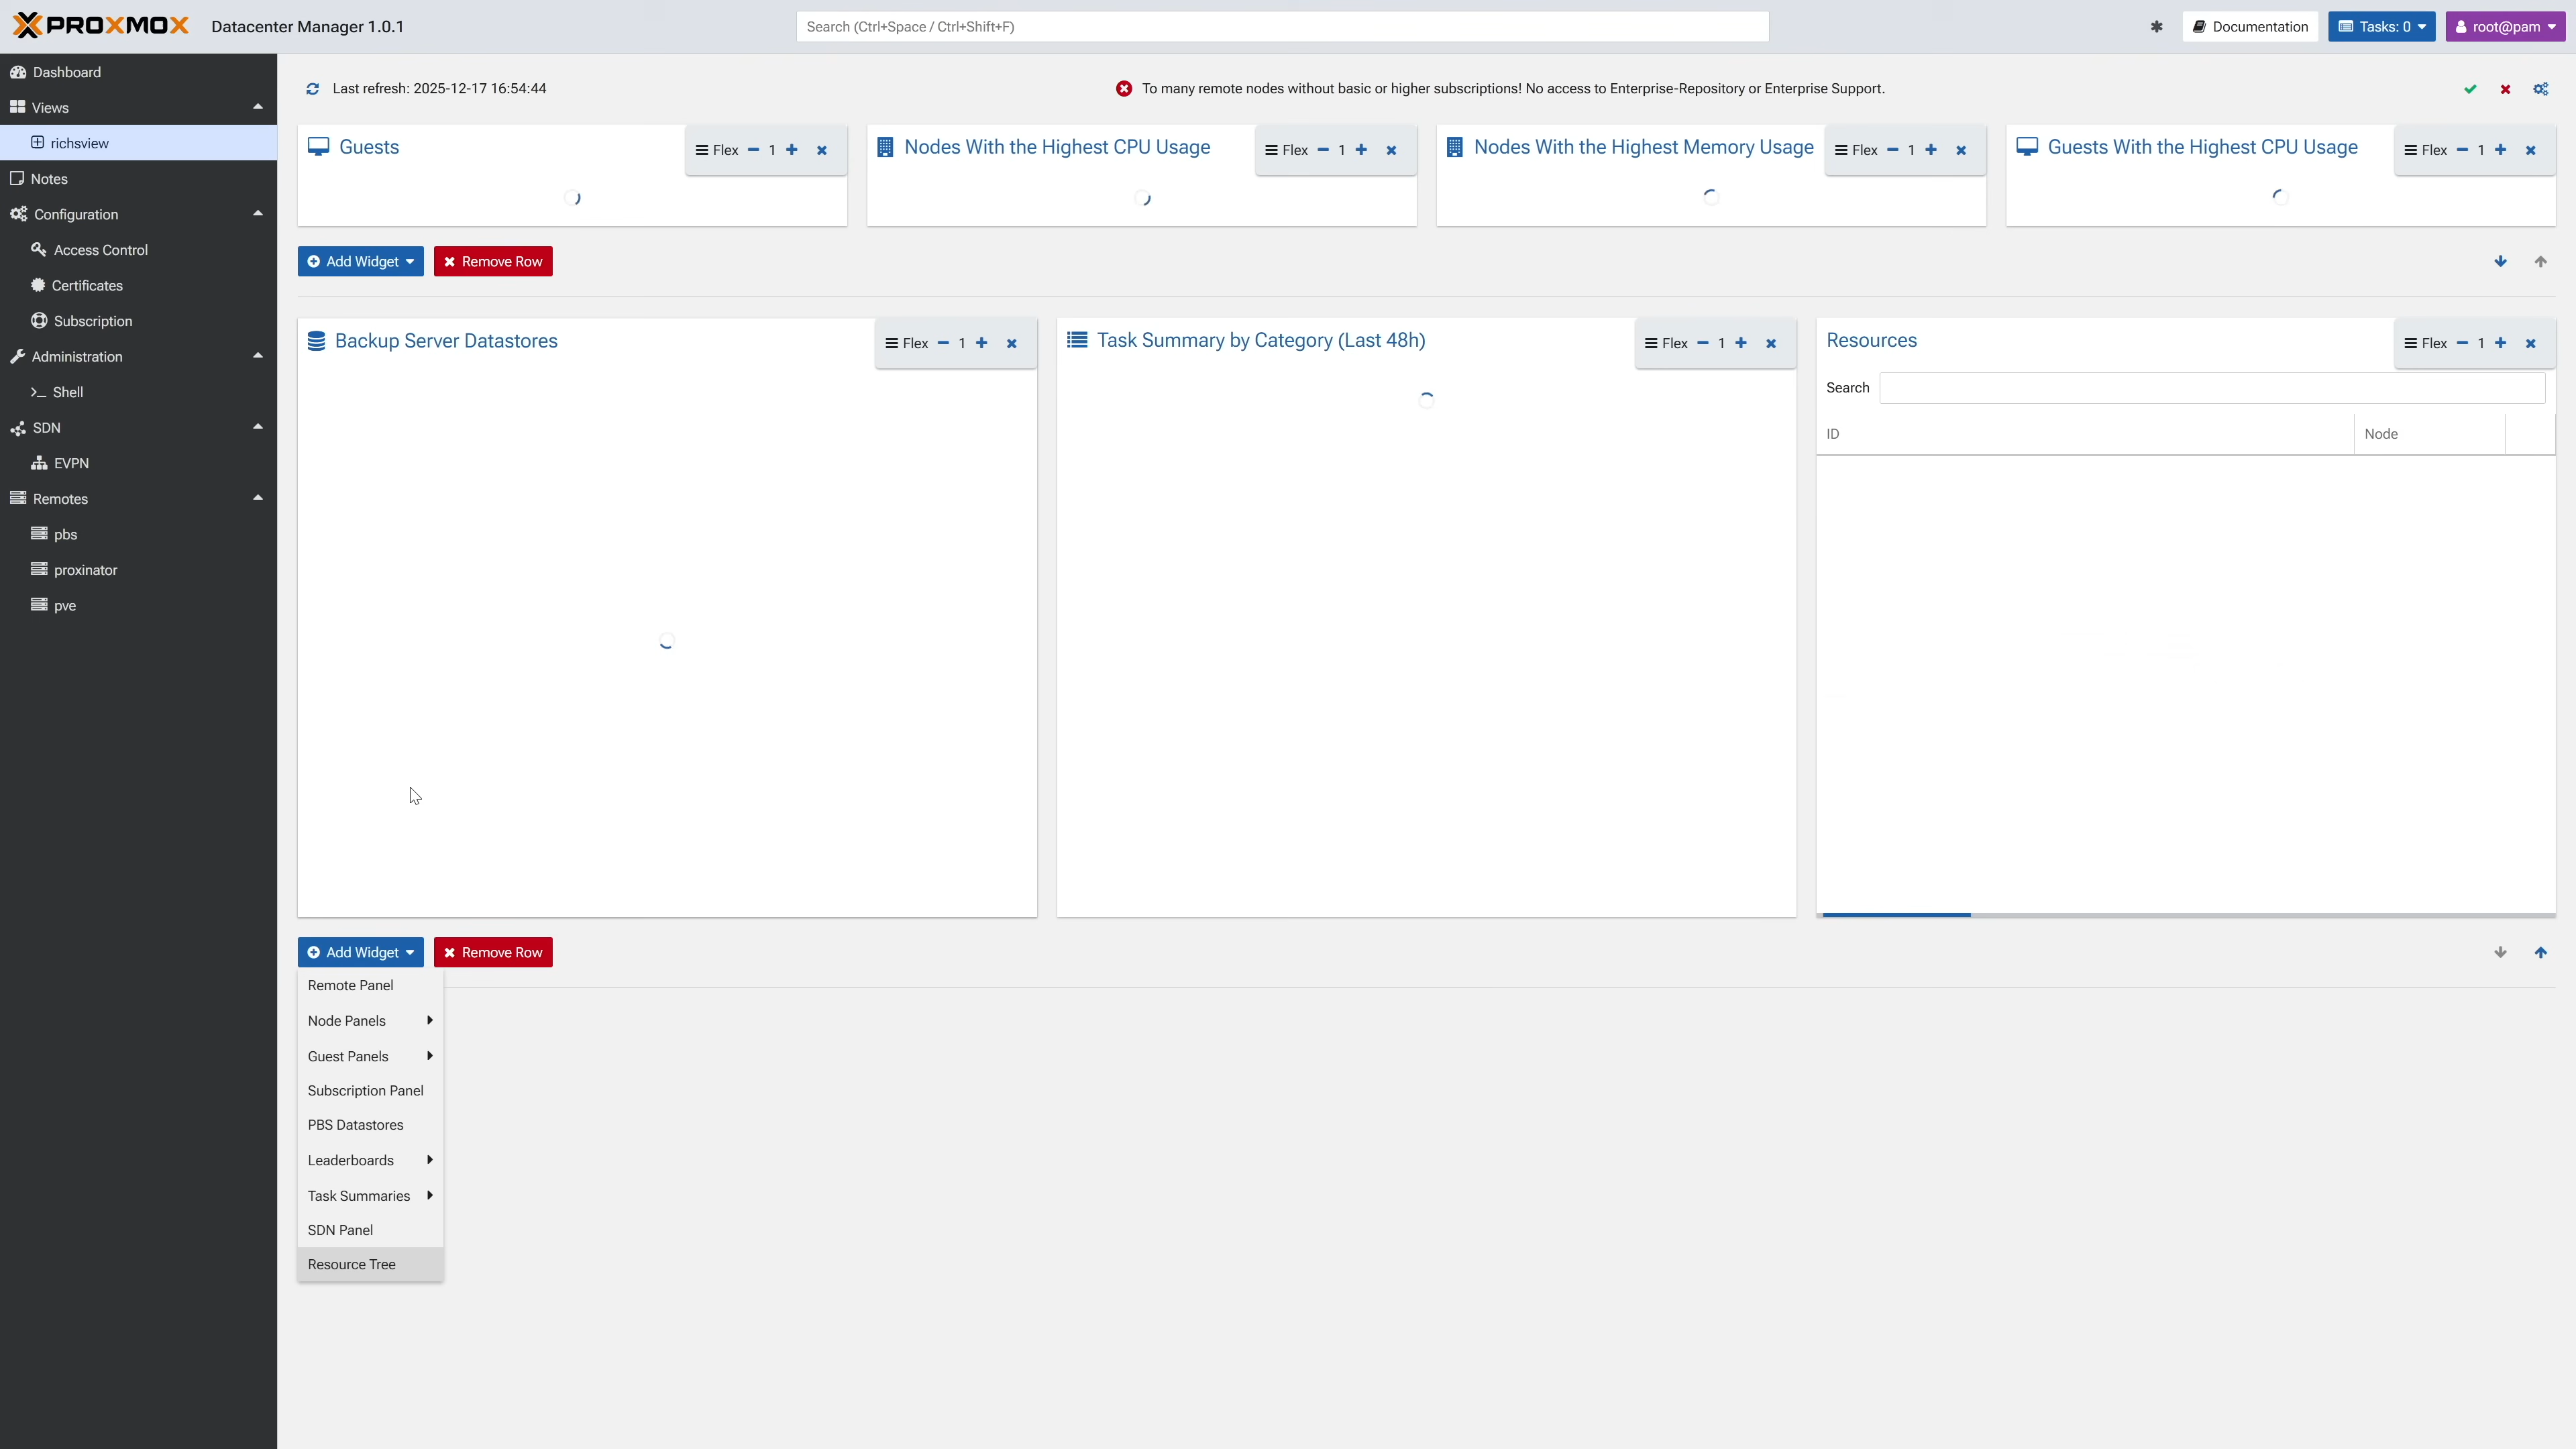 PROXMOX Datacenter Manager 1.0.1 Search (Ctrl+Space / Ctrl+Shift+F) Documentation Tasks: 0 root@pam
Dashboard
Views
richsview
Notes
Configuration
Access Control
Certificates
Subscription
Administration
Shell
SDN
EVPN
Remotes
pbs
proxinator
pve
Last refresh: 2025-12-17 16:54:44 To many remote nodes without basic or higher subscriptions! No access to Enterprise-Repository or Enterprise Support.
Guests Flex 1
Nodes With the Highest CPU Usage Flex 1
Nodes With the Highest Memory Usage Flex 1
Guests With the Highest CPU Usage Flex 1
Add Widget Remove Row
Backup Server Datastores Flex 1
Task Summary by Category (Last 48h) Flex 1
Resources Flex 1
Search
ID Node
Add Widget Remove Row
Remote Panel
Node Panels
Guest Panels
Subscription Panel
PBS Datastores
Leaderboards
Task Summaries
SDN Panel
Resource Tree